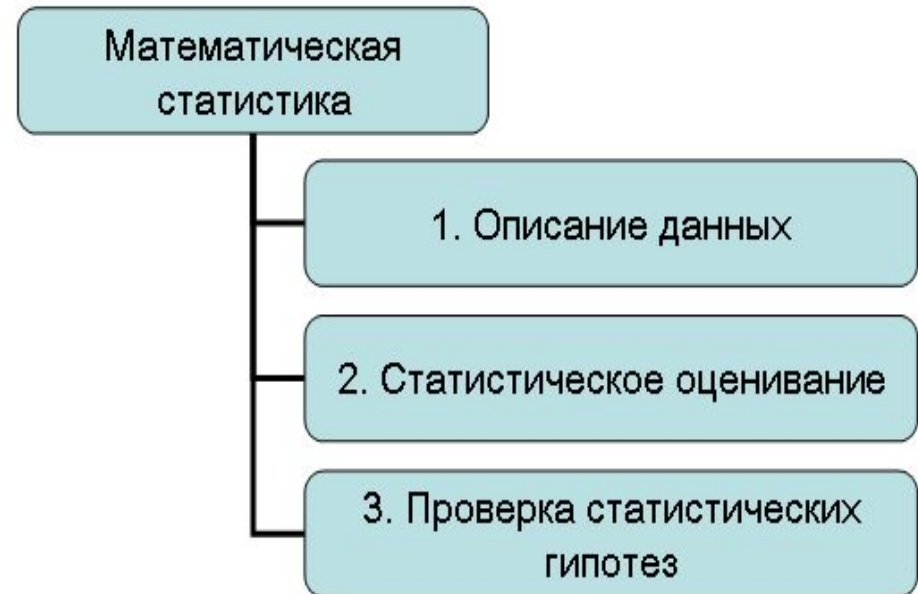 Математическая
статистика
1. Описание данных
2. Статистическое оценивание
3. Проверка статистических
гипотез